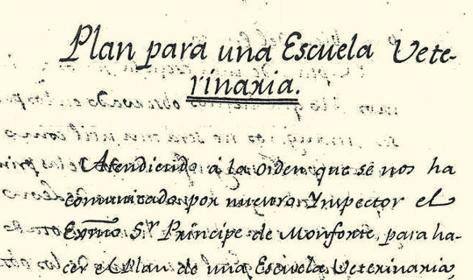 Plan para una Escuela Vete-
rinaria.
Atendiendo á la orden que se nos ha
comunicado por nuestro Ynspector el
Exmo. Sr. Principe de Monforte, para ha-
cer el Plan de una Escuela Veterinaria